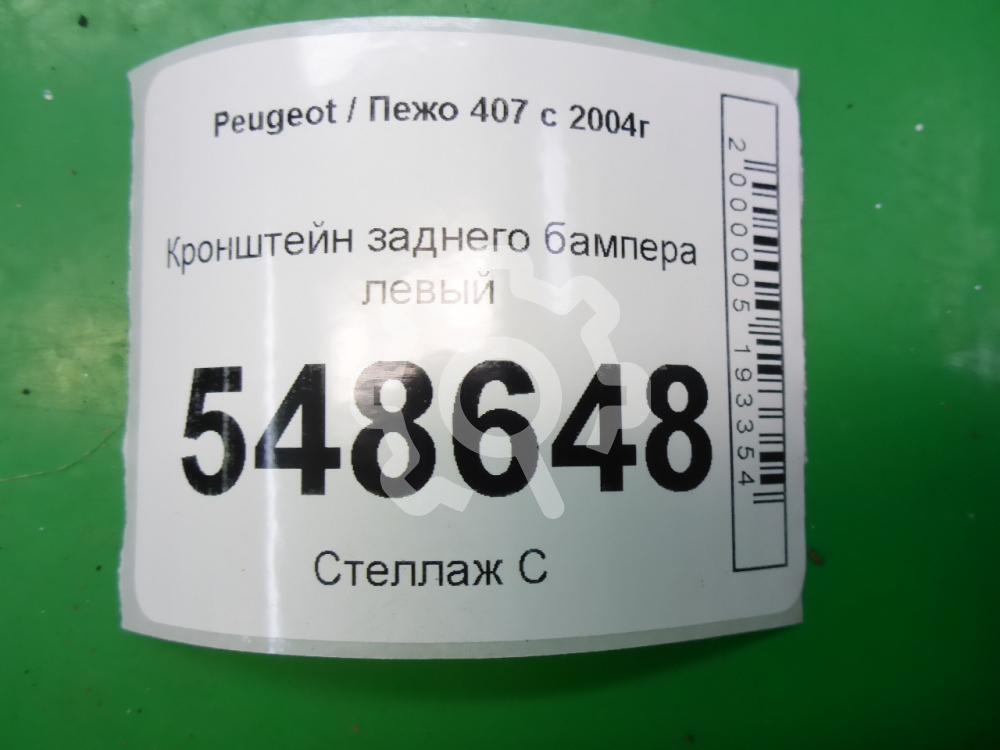 Peugeot / Пежо 407 с 2004г
Кронштейн заднего бампера
левый
548648
Стеллаж С
2000005193354